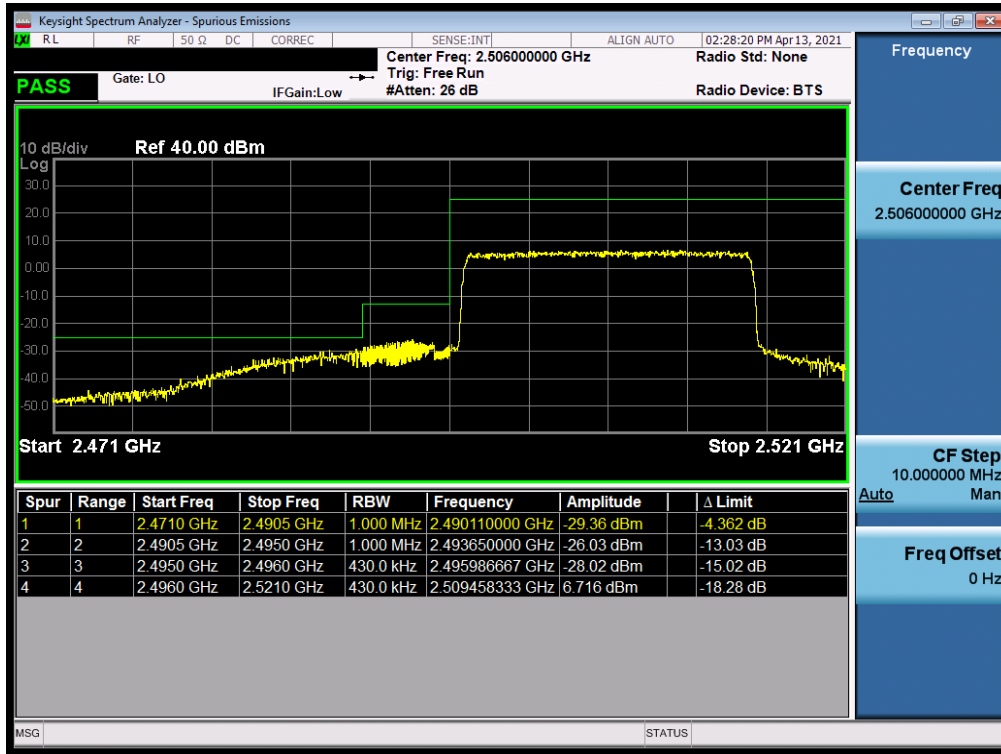 Keysight Spectrum Analyzer - Spurious Emissions
LXI RL RF 50 Ω DC CORREC SENSE:INT ALIGN AUTO 02:28:20 PM Apr 13, 2021
Center Freq: 2.506000000 GHz Radio Std: None
PASS Gate: LO Trig: Free Run
IFGain:Low #Atten: 26 dB Radio Device: BTS
10 dB/div Ref 40.00 dBm
Log
30.0
20.0
10.0
0.00
-10.0
-20.0
-30.0
-40.0
-50.0
Start 2.471 GHz Stop 2.521 GHz
Spur Range Start Freq Stop Freq RBW Frequency Amplitude Δ Limit
1 1 2.4710 GHz 2.4905 GHz 1.000 MHz 2.490110000 GHz -29.36 dBm -4.362 dB
2 2 2.4905 GHz 2.4950 GHz 1.000 MHz 2.493650000 GHz -26.03 dBm -13.03 dB
3 3 2.4950 GHz 2.4960 GHz 430.0 kHz 2.495986667 GHz -28.02 dBm -15.02 dB
4 4 2.4960 GHz 2.5210 GHz 430.0 kHz 2.509458333 GHz 6.716 dBm -18.28 dB
MSG STATUS
Frequency
Center Freq
2.506000000 GHz
CF Step
10.000000 MHz
Auto Man
Freq Offset
0 Hz